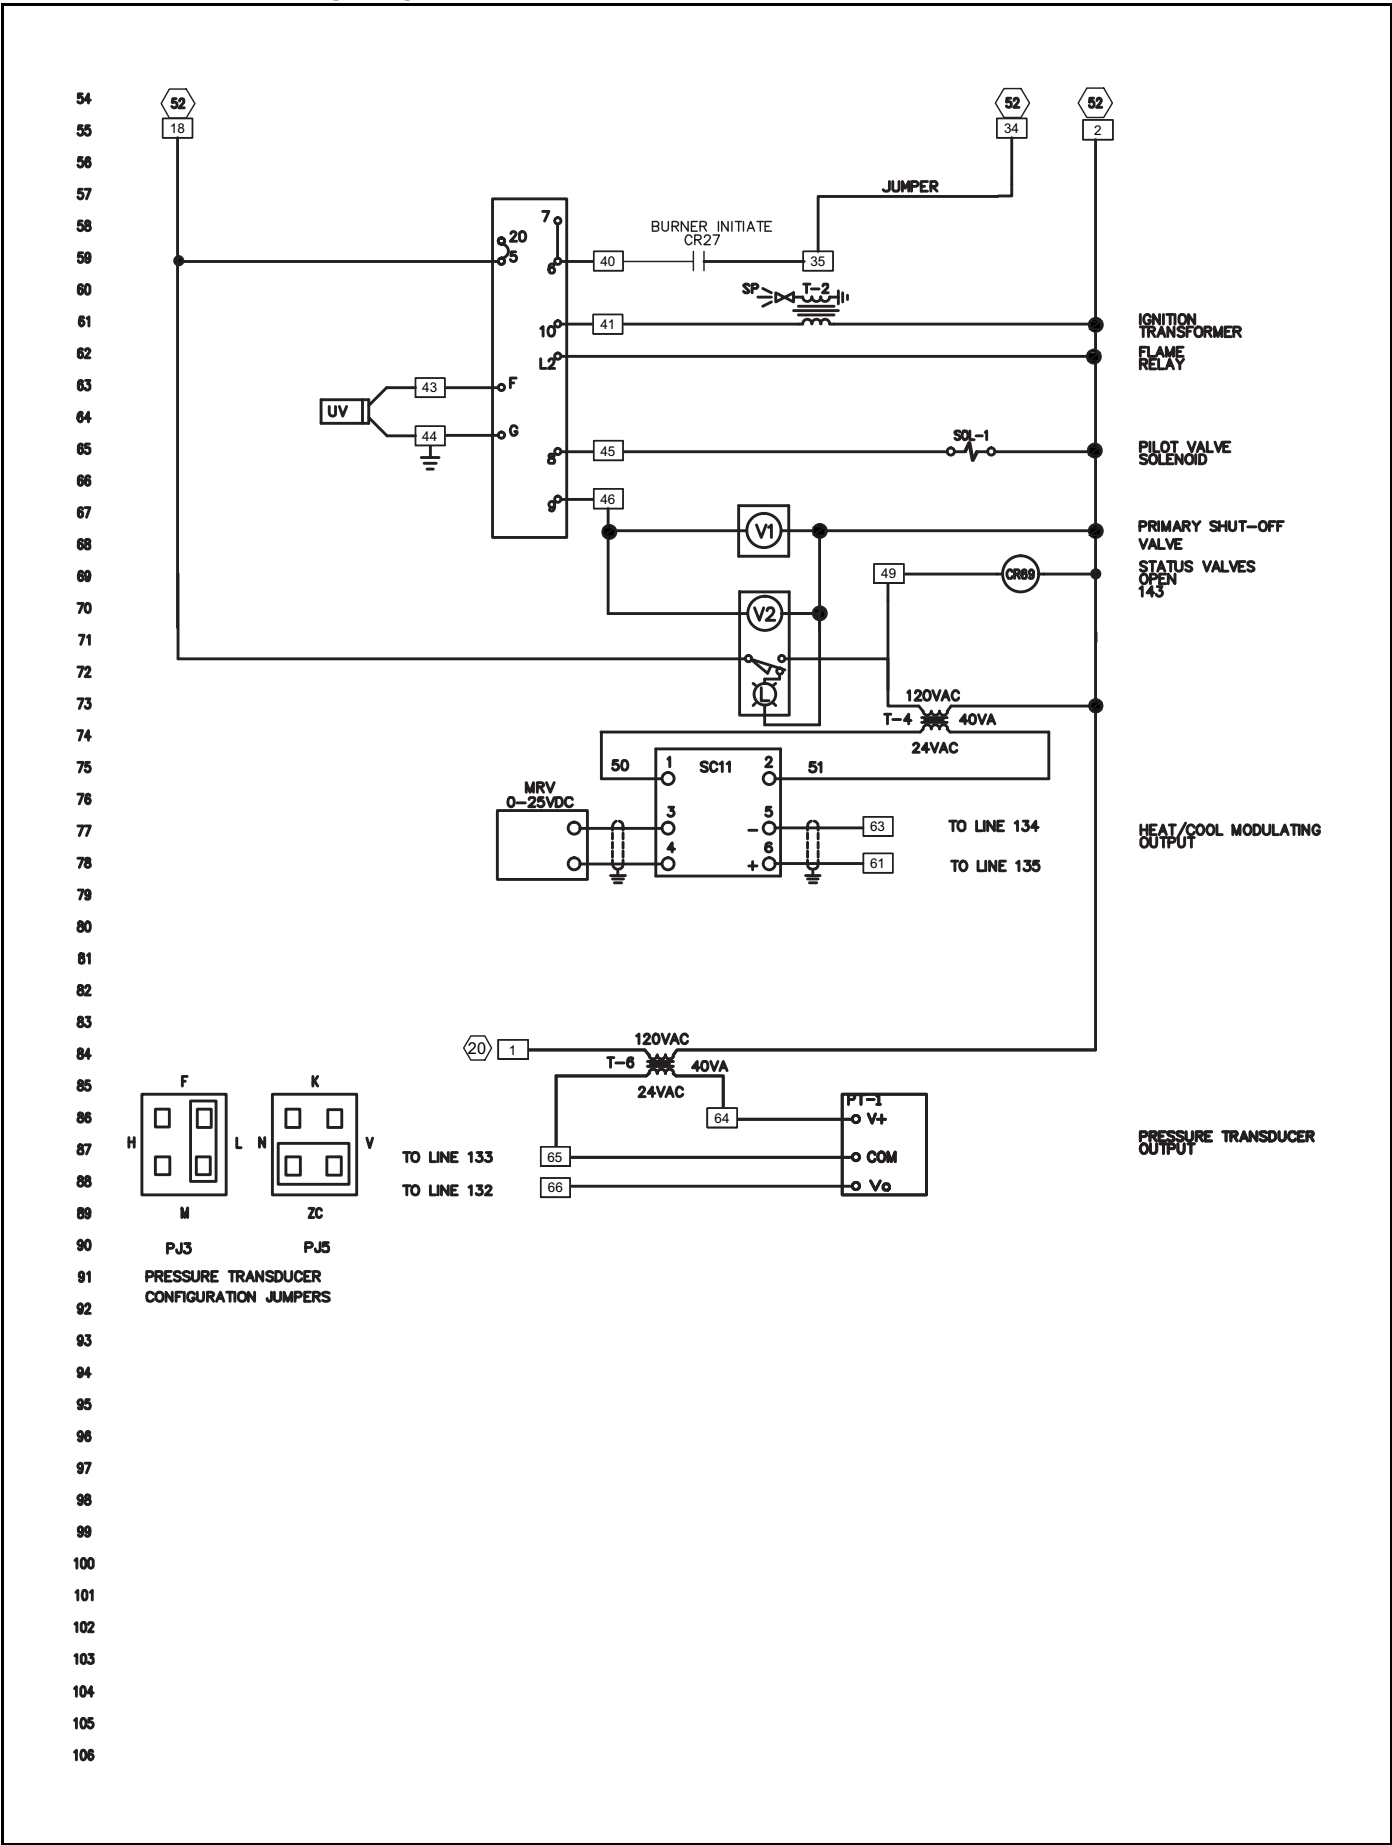 54 52 52 52
55 18 34 2
56
57 JUMPER
58 7 BURNER INITIATE
20 CR27
59 5 6 40 35
60 SP T-2
61 10 41 IGNITION
TRANSFORMER
62 L2 FLAME
RELAY
63 43 F
64 UV
44 G
65 8 45 SOL-1 PILOT VALVE
SOLENOID
66
9 46
67 V1 PRIMARY SHUT-OFF
68 VALVE
69 49 CR69 STATUS VALVES
OPEN
143
70 V2
71
72
73 L 120VAC
T-4 40VA
74 24VAC
75 50 1 SC11 2 51
76 MRV
0-25VDC
3 5
77 - 63 TO LINE 134 HEAT/COOL MODULATING
OUTPUT
4 6
78 + 61 TO LINE 135
79
80
81
82
83
120VAC
84 20 1
T-6 40VA
85 F K 24VAC
86 64 PT-1
V+
87 H L N V TO LINE 133 65 COM PRESSURE TRANSDUCER
OUTPUT
88 TO LINE 132 66 Vo
89 M ZC
90 PJ3 PJ5
91 PRESSURE TRANSDUCER
CONFIGURATION JUMPERS
92
93
94
95
96
97
98
99
100
101
102
103
104
105
106